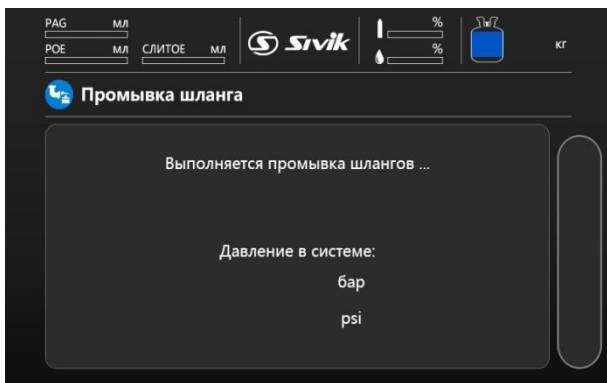 PAG мл
POE мл СЛИТОЕ мл
Sivik
%
%
кг
Промывка шланга
Выполняется промывка шлангов ...
Давление в системе:
бар
psi